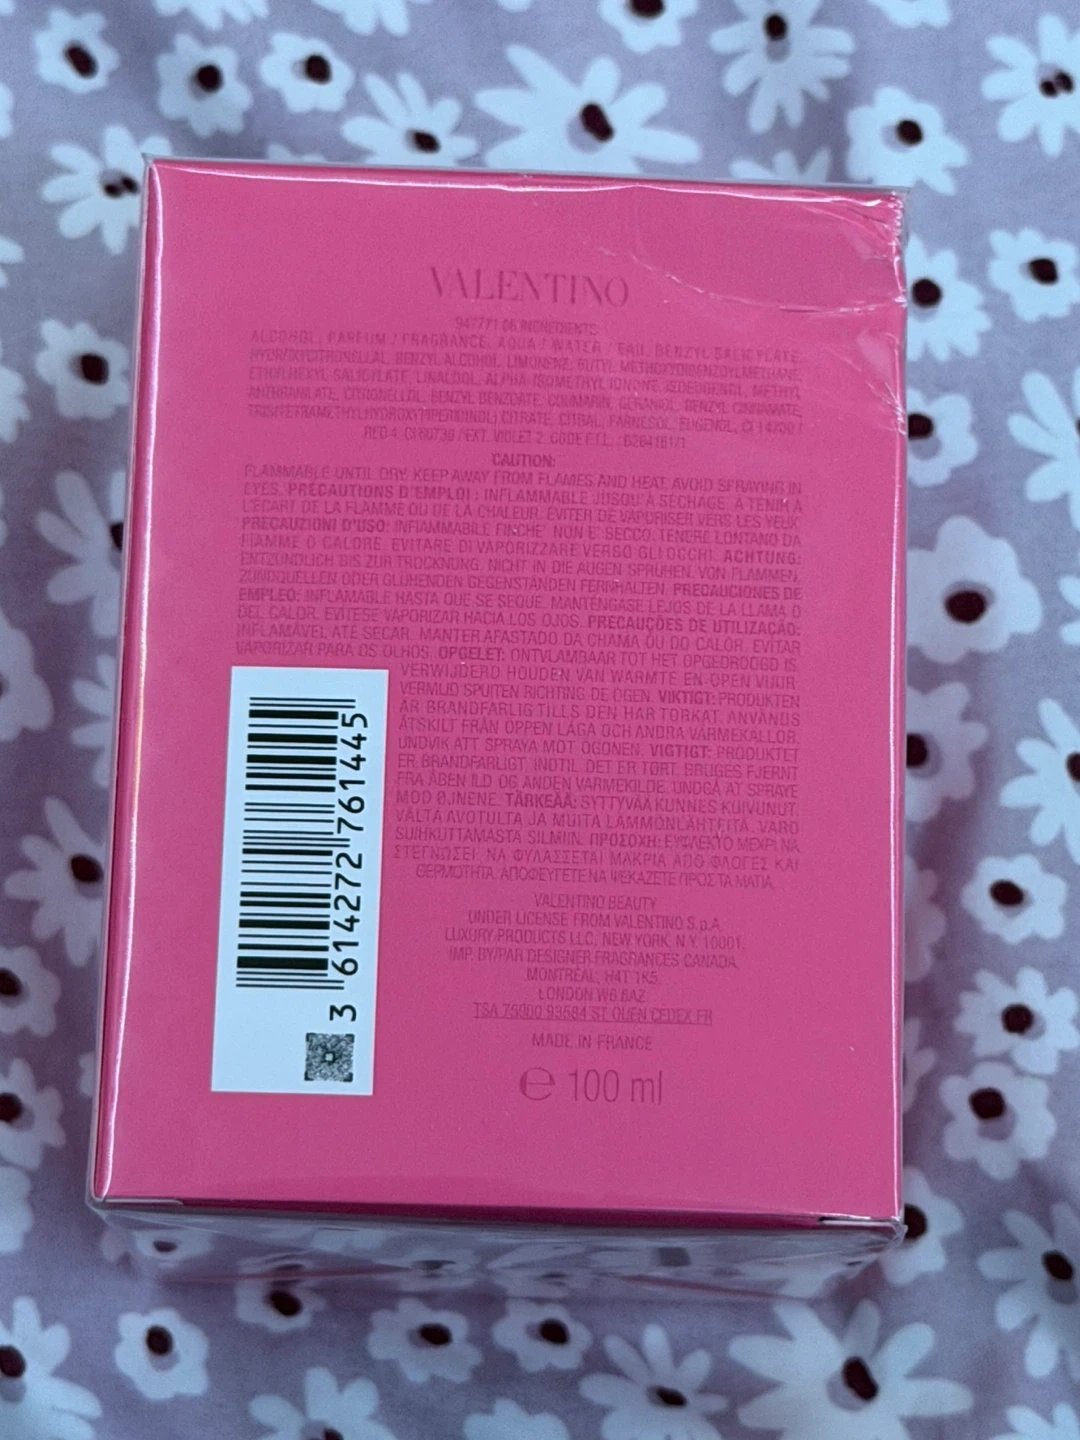 VALENTINO
947771 06 INGREDIENTS:
ALCOHOL, PARFUM / FRAGRANCE, AQUA / WATER / EAU, BENZYL SALICYLATE,
HYDROXYCITRONELLAL, BENZYL ALCOHOL, LIMONENE, BUTYL METHOXYDIBENZOYLMETHANE,
ETHYLHEXYL SALICYLATE, LINALOOL, ALPHA-ISOMETHYL IONONE, ISOEUGENOL, METHYL
ANTHRANILATE, CITRONELLOL, BENZYL BENZOATE, COUMARIN, GERANIOL, BENZYL CINNAMATE,
TRIS(TETRAMETHYLHYDROXYPIPERIDINOL) CITRATE, CITRAL, FARNESOL, EUGENOL, CI 14700 /
RED 4, CI 60730 / EXT. VIOLET 2. CODE F.I.L. :
CAUTION:
FLAMMABLE UNTIL DRY. KEEP AWAY FROM FLAMES AND HEAT. AVOID SPRAYING IN
EYES. PRÉCAUTIONS D'EMPLOI : INFLAMMABLE JUSQU'À SÉCHAGE. À TENIR À
L'ÉCART DE LA FLAMME OU DE LA CHALEUR. ÉVITER DE VAPORISER VERS LES YEUX.
PRECAUZIONI D'USO: INFIAMMABILE FINCHE' NON E' SECCO. TENERE LONTANO DA
FIAMME O CALORE. EVITARE DI VAPORIZZARE VERSO GLI OCCHI. ACHTUNG:
ENTZÜNDLICH BIS ZUR TROCKNUNG. NICHT IN DIE AUGEN SPRÜHEN. VON FLAMMEN,
ZÜNDQUELLEN ODER GLÜHENDEN GEGENSTÄNDEN FERNHALTEN. PRECAUCIONES DE
EMPLEO: INFLAMABLE HASTA QUE SE SEQUE. MANTÉNGASE LEJOS DE LA LLAMA O
DEL CALOR. EVÍTESE VAPORIZAR HACIA LOS OJOS. PRECAUÇÕES DE UTILIZAÇÃO:
INFLAMÁVEL ATÉ SECAR. MANTER AFASTADO DA CHAMA OU DO CALOR. EVITAR
VAPORIZAR PARA OS OLHOS. OPGELET: ONTVLAMBAAR TOT HET OPGEDROOGD IS.
VERWIJDERD HOUDEN VAN WARMTE EN OPEN VUUR.
VERMIJD SPUITEN RICHTING DE OGEN. VIKTIGT: PRODUKTEN
ÄR BRANDFARLIG TILLS DEN HAR TORKAT. ANVÄNDS
ÅTSKILT FRÅN ÖPPEN LÅGA OCH ANDRA VÄRMEKÄLLOR.
UNDVIK ATT SPRAYA MOT ÖGONEN. VIGTIGT: PRODUKTET
ER BRANDFARLIGT, INDTIL DET ER TØRT. BRUGES FJERNT
FRA ÅBEN ILD OG ANDEN VARMEKILDE. UNDGÅ AT SPRAYE
MOD ØJNENE. TÄRKEÄÄ: SYTTYVÄÄ KUNNES KUIVUNUT.
VÄLTÄ AVOTULTA JA MUITA LÄMMÖNLÄHTEITÄ. VARO
SUIHKUTTAMASTA SILMIIN. ΠΡΟΣΟΧΗ: ΕΥΦΛΕΚΤΟ ΜΕΧΡΙ ΝΑ
ΣΤΕΓΝΩΣΕΙ. ΝΑ ΦΥΛΑΣΣΕΤΑΙ ΜΑΚΡΙΑ ΑΠΟ ΦΛΟΓΕΣ ΚΑΙ
ΘΕΡΜΟΤΗΤΑ. ΑΠΟΦΕΥΓΕΤΕ ΝΑ ΨΕΚΑΖΕΤΕ ΠΡΟΣ ΤΑ ΜΑΤΙΑ.
3 614272 761445
VALENTINO BEAUTY
UNDER LICENSE FROM VALENTINO S.p.A.
LUXURY PRODUCTS LLC, NEW YORK, N.Y. 10001,
IMP. BY/PAR DESIGNER FRAGRANCES CANADA,
MONTRÉAL, H4T 1K5,
LONDON W6 8AZ
TSA 75000 93584 ST OUEN CEDEX FR
MADE IN FRANCE
℮ 100 ml